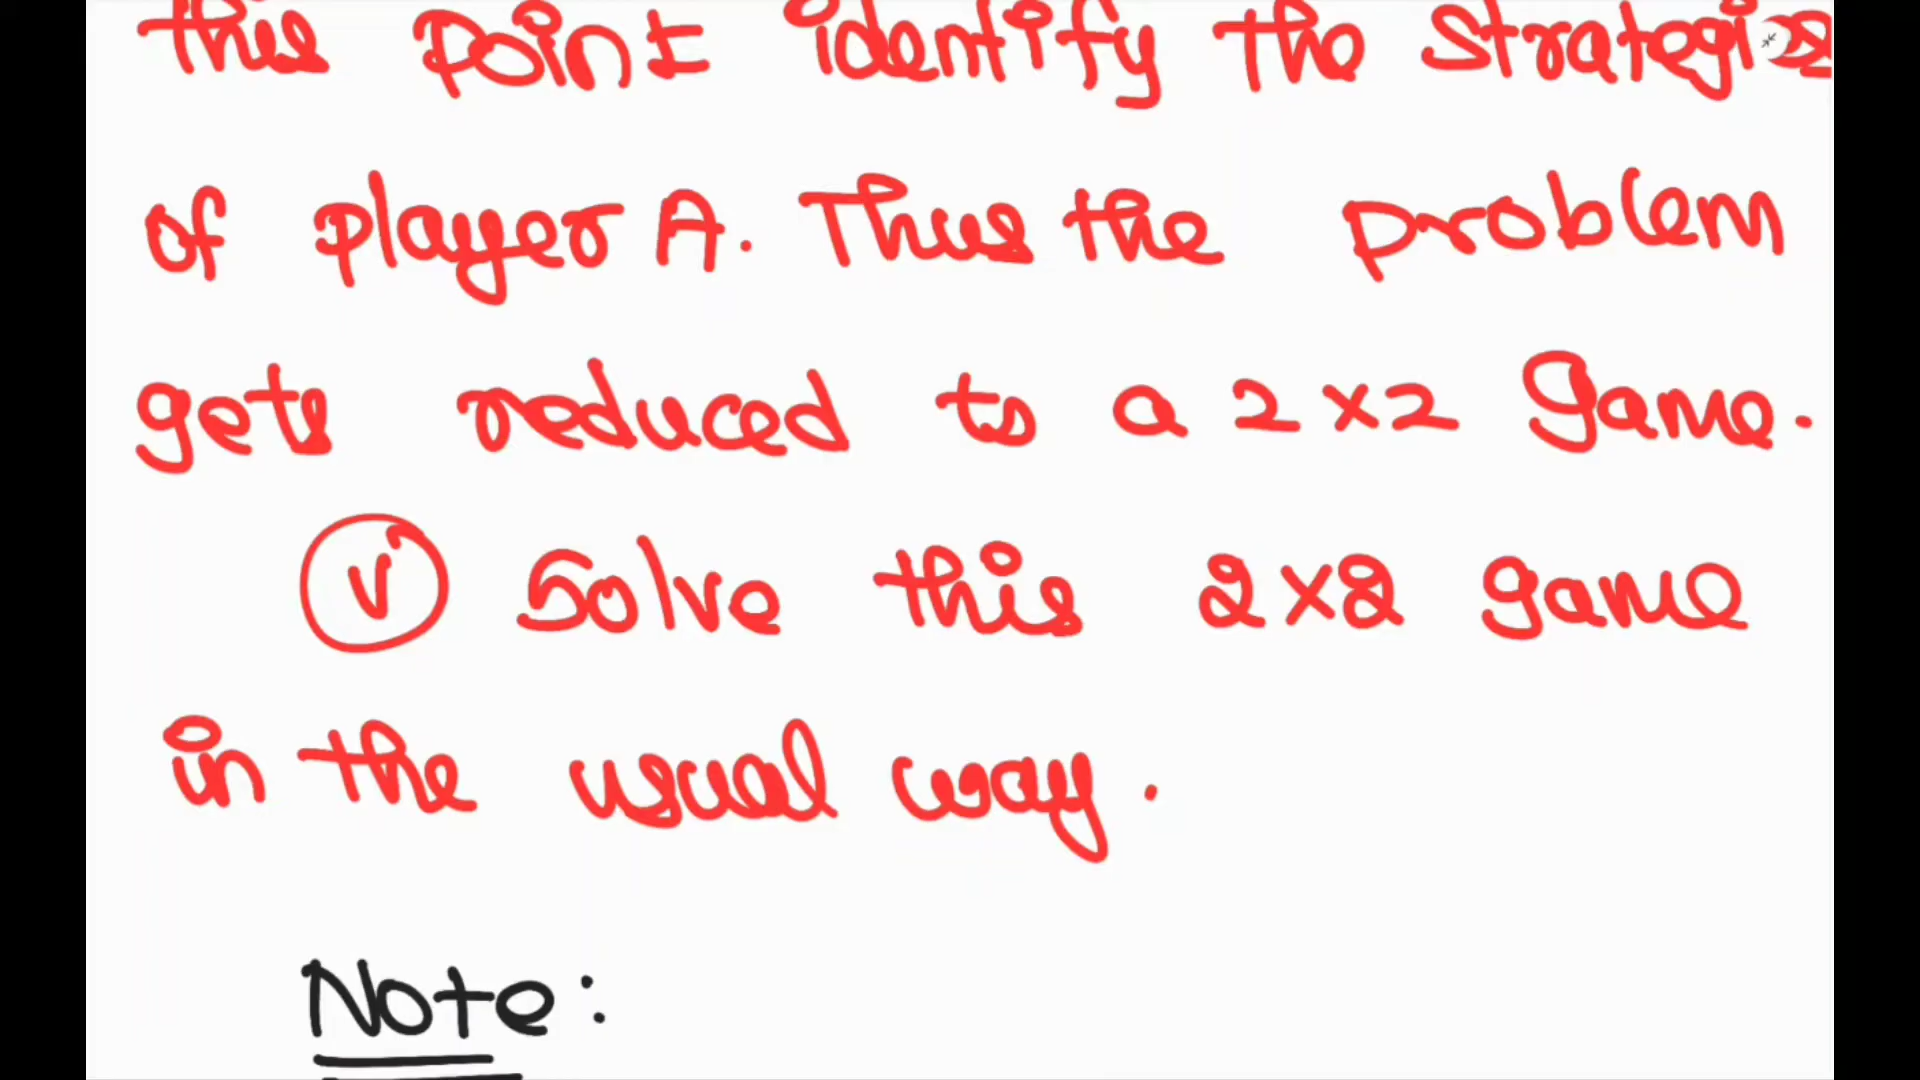 this point identify the strategies
of player A. Thus the problem
gets reduced to a 2×2 game.
(v) Solve this 2×2 game
in the usual way.
Note: